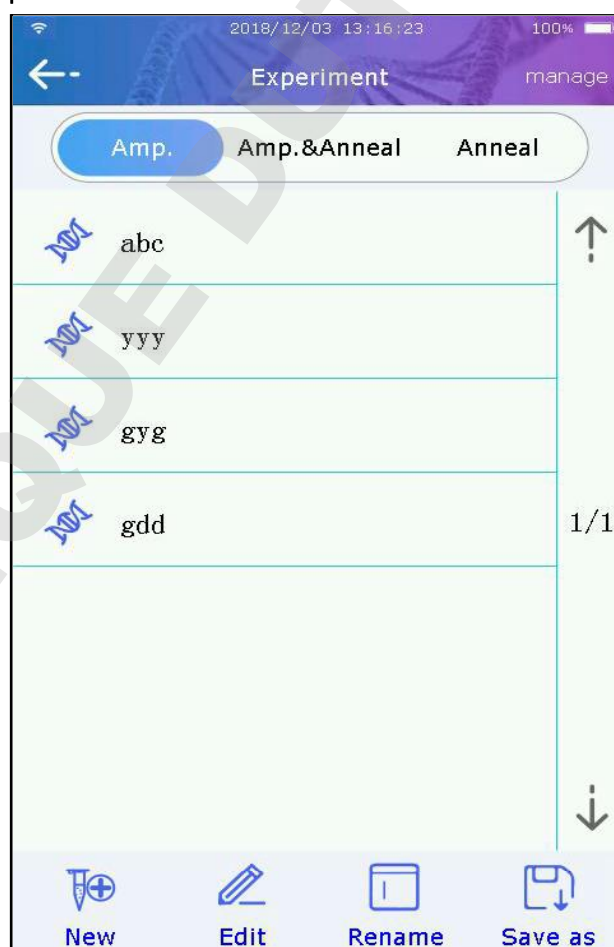 2018/12/03 13:16:23 100%
Experiment manage
Amp. Amp.&Anneal Anneal
abc
yyy
gyg
gdd
1/1
New Edit Rename Save as